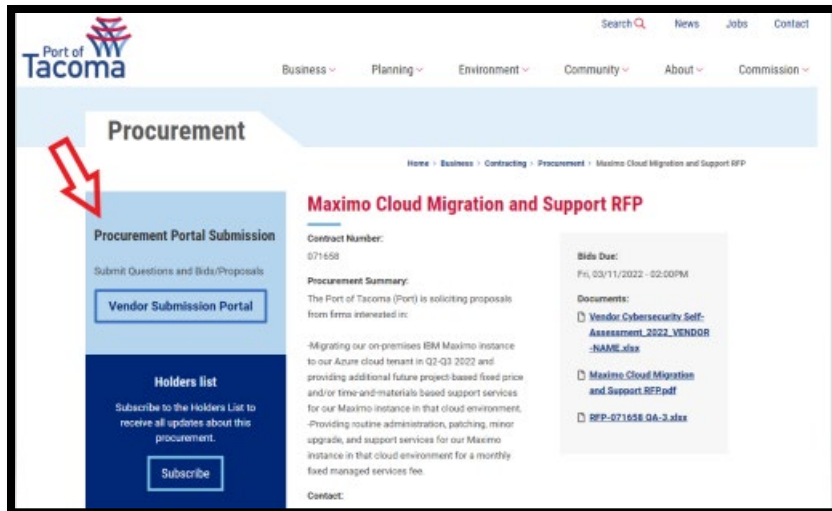 Search News Jobs Contact
Port of
Tacoma
Business Planning Environment Community About Commission
Procurement
Home > Business > Contracting > Procurement > Maximo Cloud Migration and Support RFP
Procurement Portal Submission
Submit Questions and Bids/Proposals
Vendor Submission Portal
Holders list
Subscribe to the Holders List to
receive all updates about this
procurement.
Subscribe
Maximo Cloud Migration and Support RFP
Contract Number:
071658
Procurement Summary:
The Port of Tacoma (Port) is soliciting proposals
from firms interested in:
-Migrating our on-premises IBM Maximo instance
to our Azure cloud tenant in Q2-Q3 2022 and
providing additional future project-based fixed price
and/or time-and-materials based support services
for our Maximo instance in that cloud environment.
-Providing routine administration, patching, minor
upgrade, and support services for our Maximo
instance in that cloud environment for a monthly
fixed managed services fee.
Contact:
Bids Due:
Fri, 03/11/2022 - 02:00PM
Documents:
Vendor Cybersecurity Self-
Assessment_2022_VENDOR
-NAME.xlsx
Maximo Cloud Migration
and Support RFP.pdf
RFP-071658 QA-3.xlsx